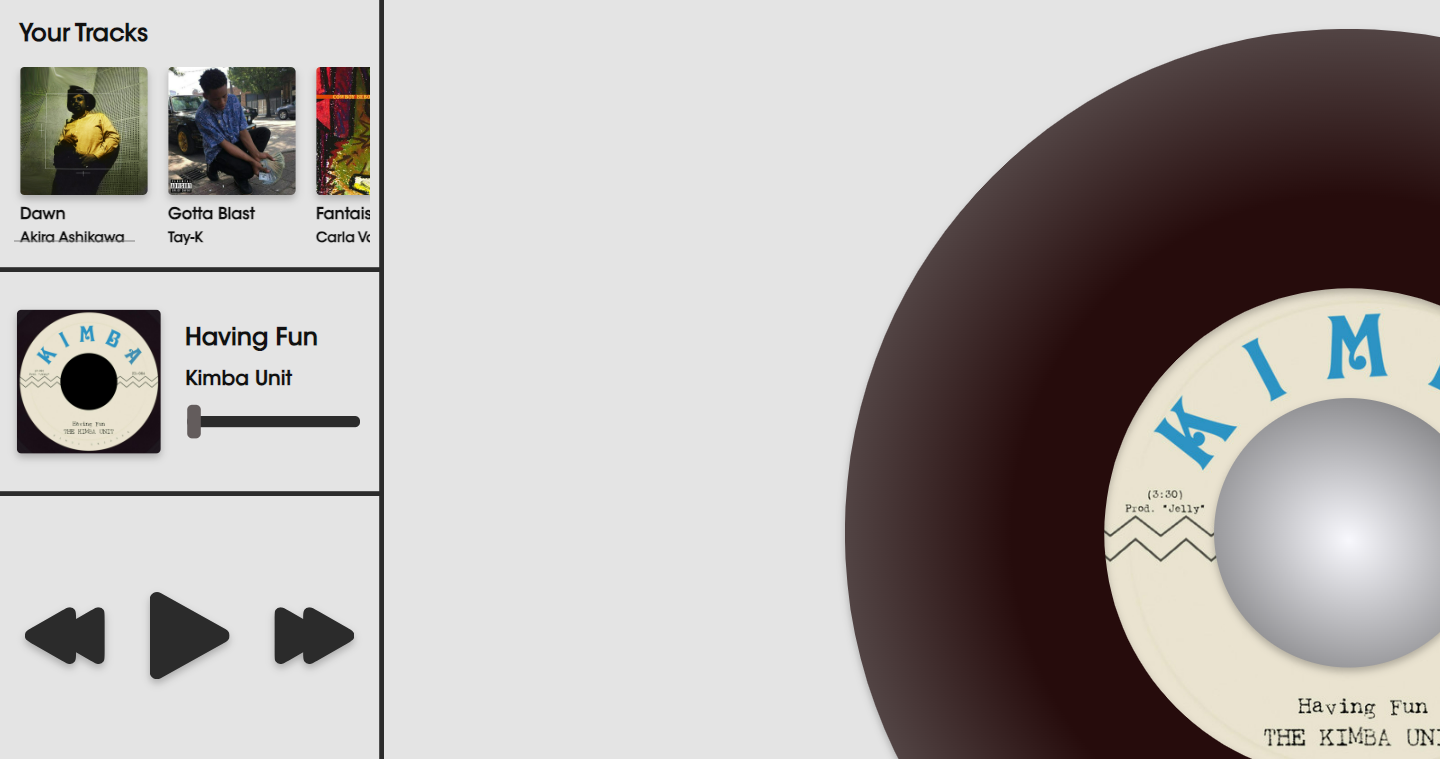 Your Tracks
Dawn
Akira Ashikawa
Gotta Blast
Tay-K
Fantais
Carla Vo
Having Fun
Kimba Unit
KIMBA
Having Fun
THE KIMBA UNIT
K I M
(3:30)
Prod. "Jelly"
Having Fun
THE KIMBA UNI